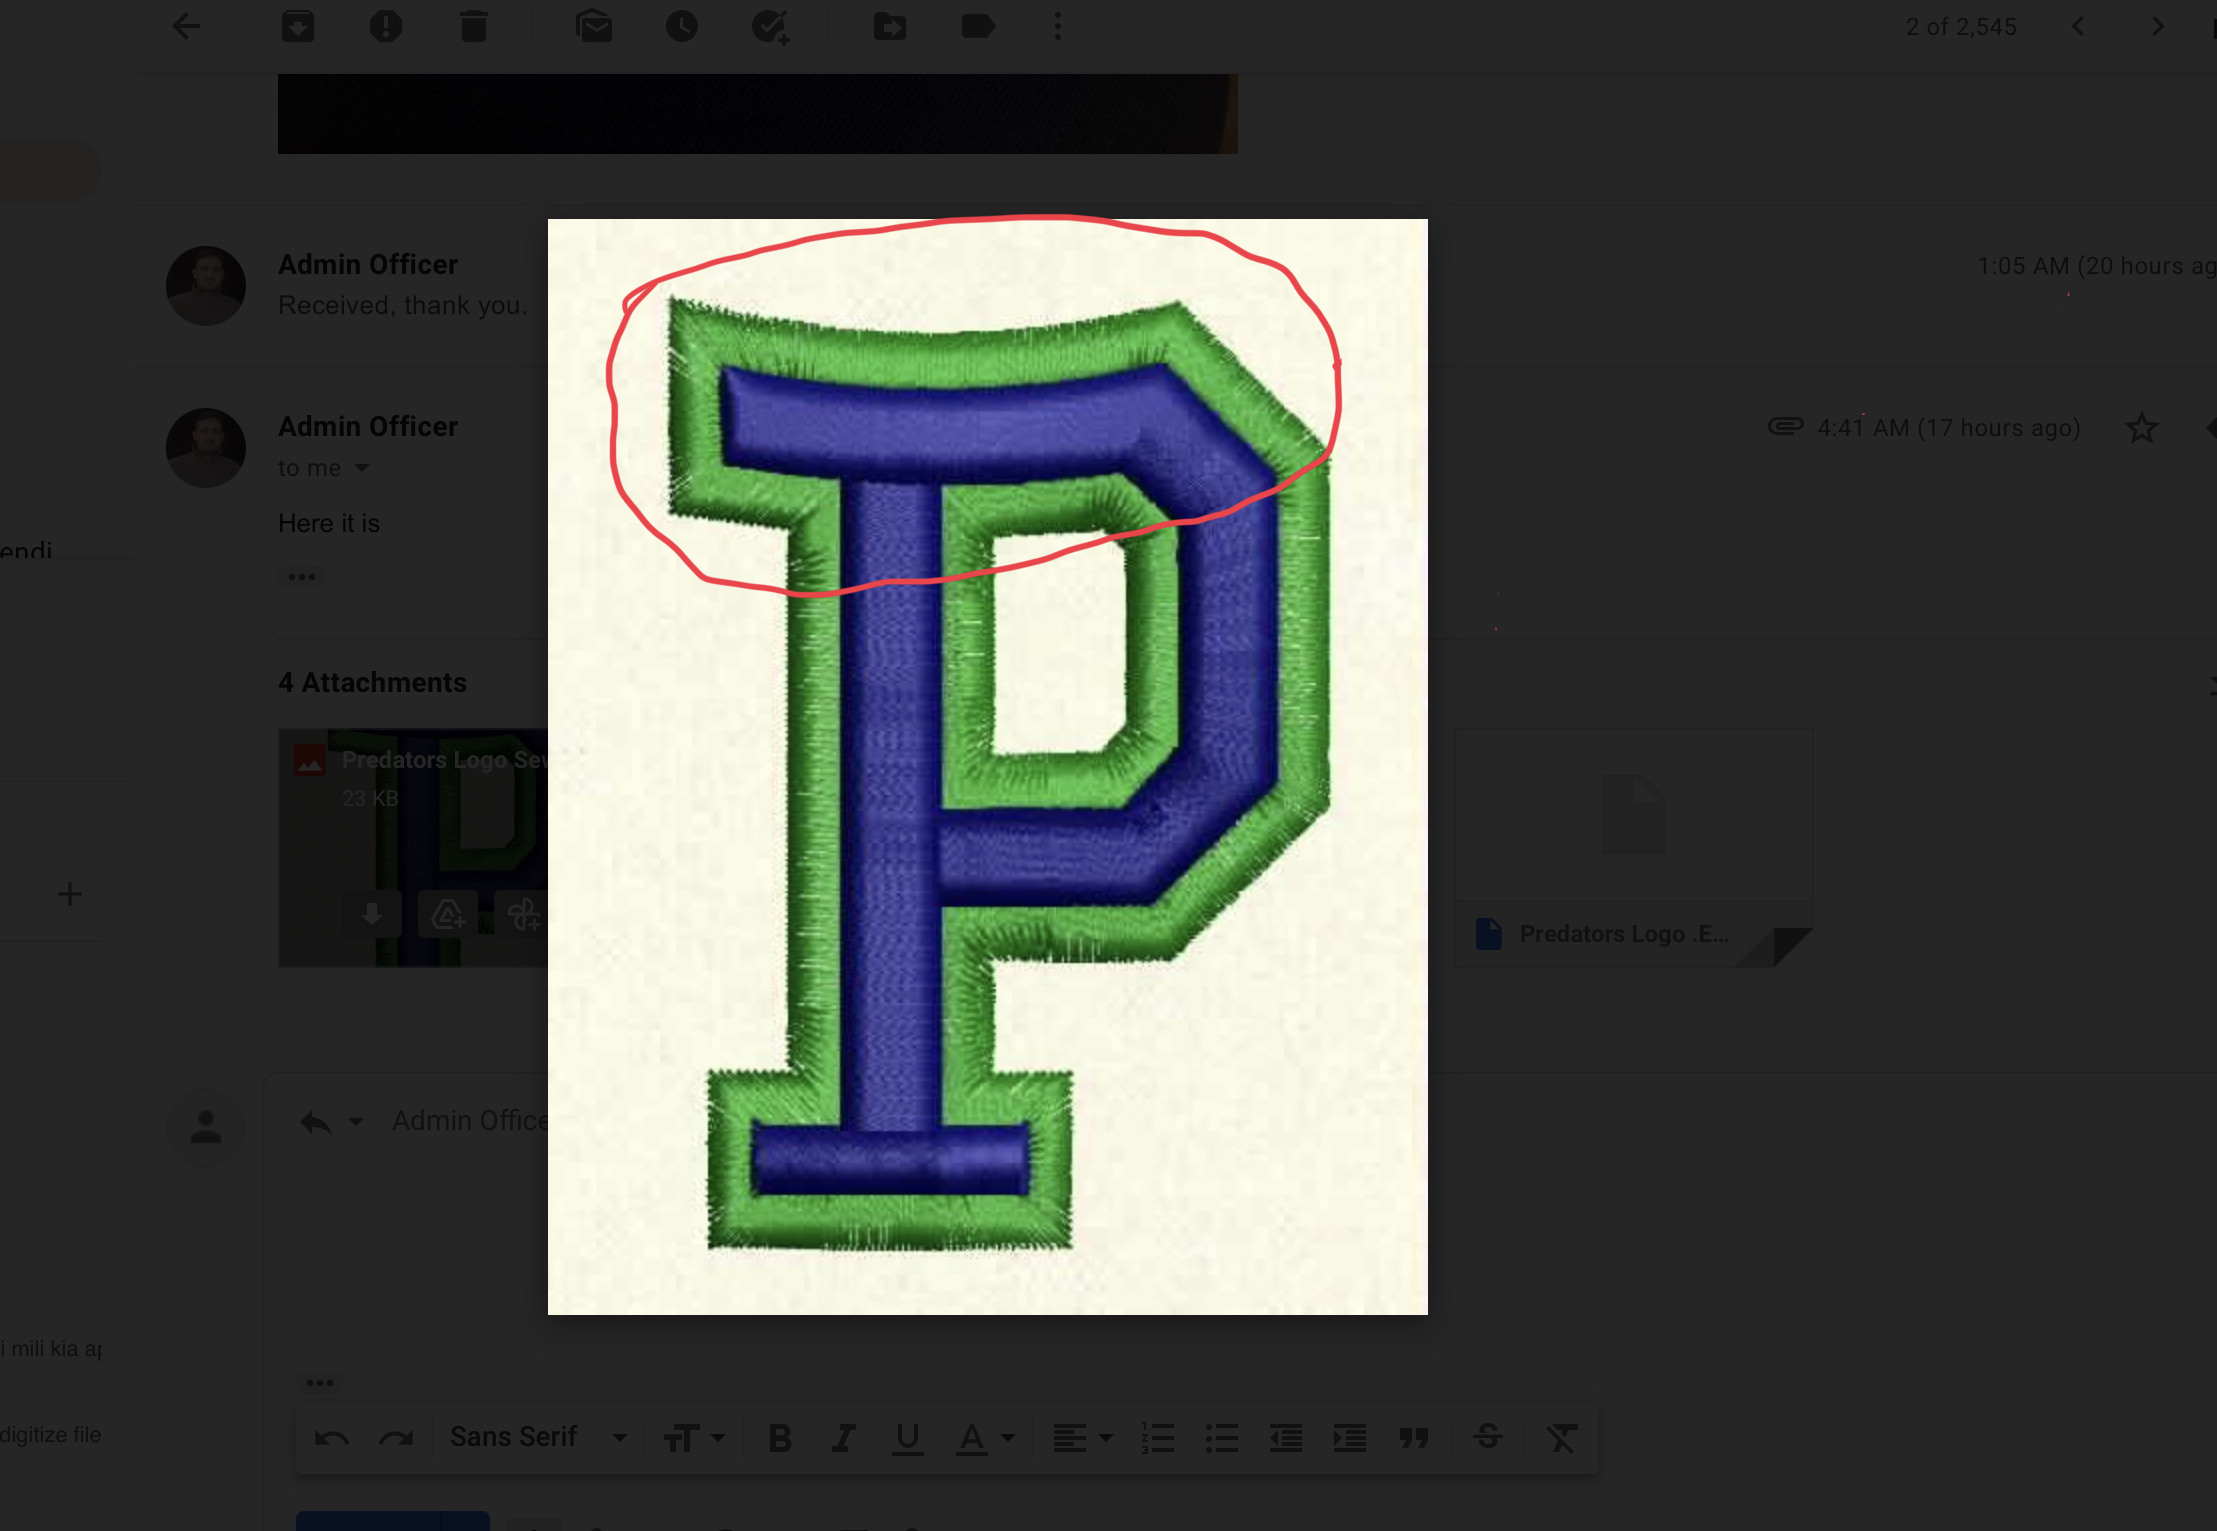 2 of 2,545
Admin Officer
1:05 AM (20 hours ag
Received, thank you.
Admin Officer
4:41 AM (17 hours ago)
to me
Here it is
endi
4 Attachments
Predators Logo Sev
23 KB
P
Predators Logo .E...
Admin Office
i mili kia ap
digitize file
Sans Serif